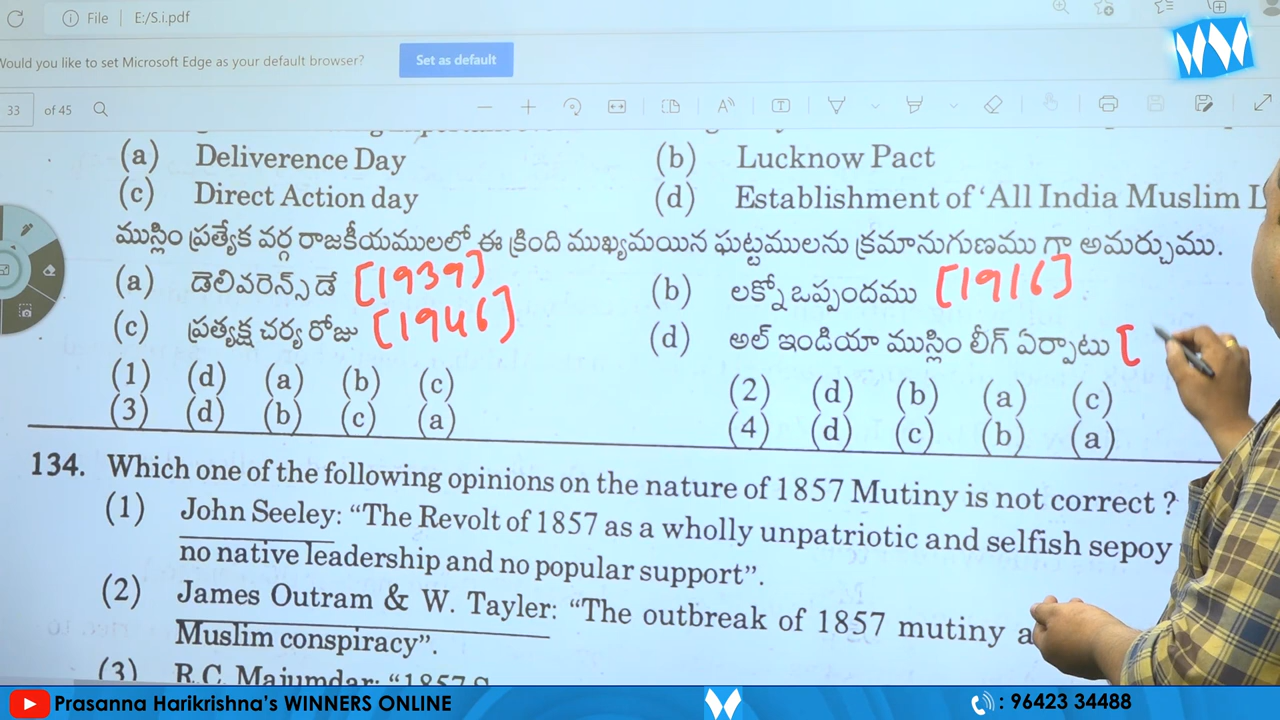 File E:/S.i.pdf
Would you like to set Microsoft Edge as your default browser? Set as default
33 of 45
(a) Deliverence Day (b) Lucknow Pact
(c) Direct Action day (d) Establishment of 'All India Muslim L
ముస్లిం ప్రత్యేక వర్గ రాజకీయములలో ఈ క్రింది ముఖ్యమయిన ఘట్టములను క్రమానుగుణము గా అమర్చుము.
(a) డెలివరెన్స్ డే [1939] (b) లక్నో ఒప్పందము [1916]
(c) ప్రత్యక్ష చర్య రోజు [1946] (d) అల్ ఇండియా ముస్లిం లీగ్ ఏర్పాటు [
(1) (d) (a) (b) (c) (2) (d) (b) (a) (c)
(3) (d) (b) (c) (a) (4) (d) (c) (b) (a)
134. Which one of the following opinions on the nature of 1857 Mutiny is not correct ?
(1) John Seeley: “The Revolt of 1857 as a wholly unpatriotic and selfish sepoy
no native leadership and no popular support”.
(2) James Outram & W. Tayler: “The outbreak of 1857 mutiny a
Muslim conspiracy”.
(3) R.C. Majumdar: “1857 S
Prasanna Harikrishna's WINNERS ONLINE : 96423 34488